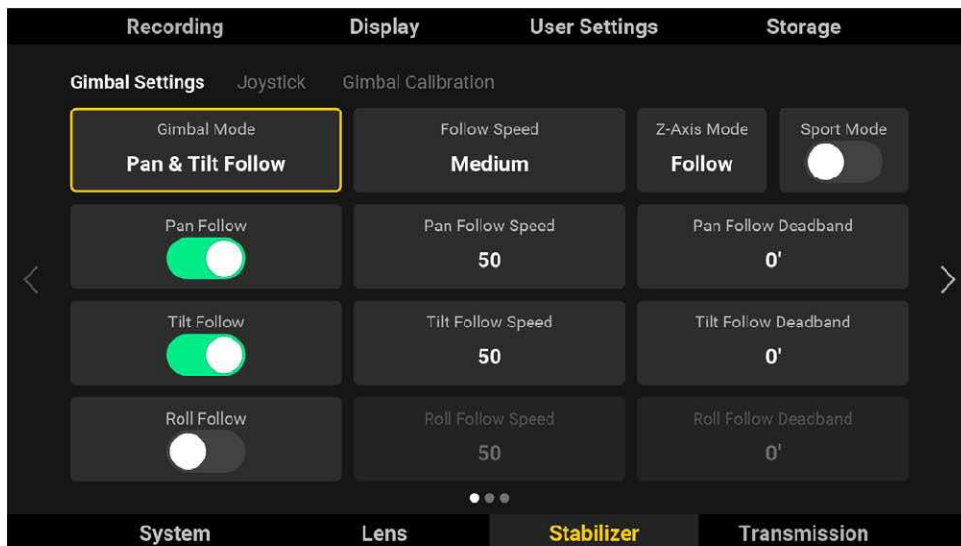 Recording Display User Settings Storage
Gimbal Settings Joystick Gimbal Calibration
Gimbal Mode Follow Speed Z-Axis Mode Sport Mode
Pan & Tilt Follow Medium Follow
Pan Follow Pan Follow Speed Pan Follow Deadband
50 0'
Tilt Follow Tilt Follow Speed Tilt Follow Deadband
50 0'
Roll Follow Roll Follow Speed Roll Follow Deadband
50 0'
System Lens Stabilizer Transmission